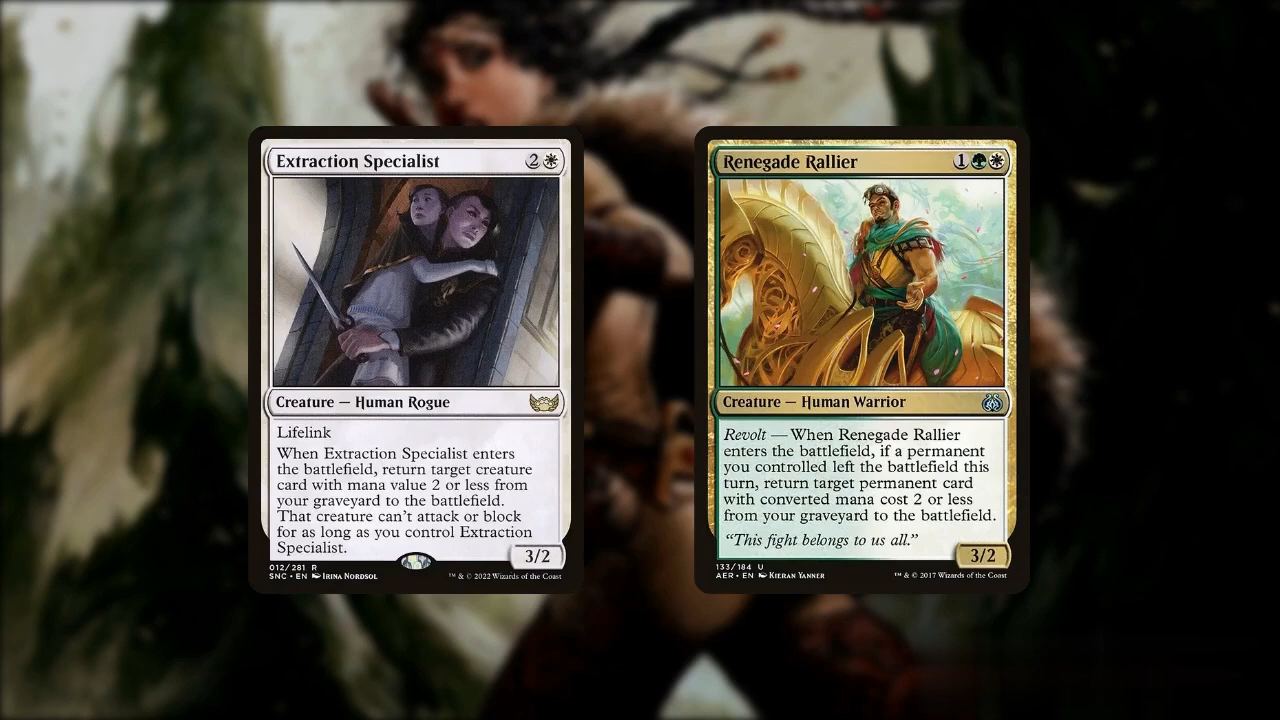 Extraction Specialist 2
Creature — Human Rogue
Lifelink
When Extraction Specialist enters
the battlefield, return target creature
card with mana value 2 or less from
your graveyard to the battlefield.
That creature can't attack or block
for as long as you control Extraction
Specialist.
3/2
012/281 R
SNC • EN Irina Nordsol
™ & © 2022 Wizards of the Coast
Renegade Rallier 1
Creature — Human Warrior
Revolt — When Renegade Rallier
enters the battlefield, if a permanent
you controlled left the battlefield this
turn, return target permanent card
with converted mana cost 2 or less
from your graveyard to the battlefield.
“This fight belongs to us all.”
3/2
133/184 U
AER • EN Kieran Yanner
™ & © 2017 Wizards of the Coast